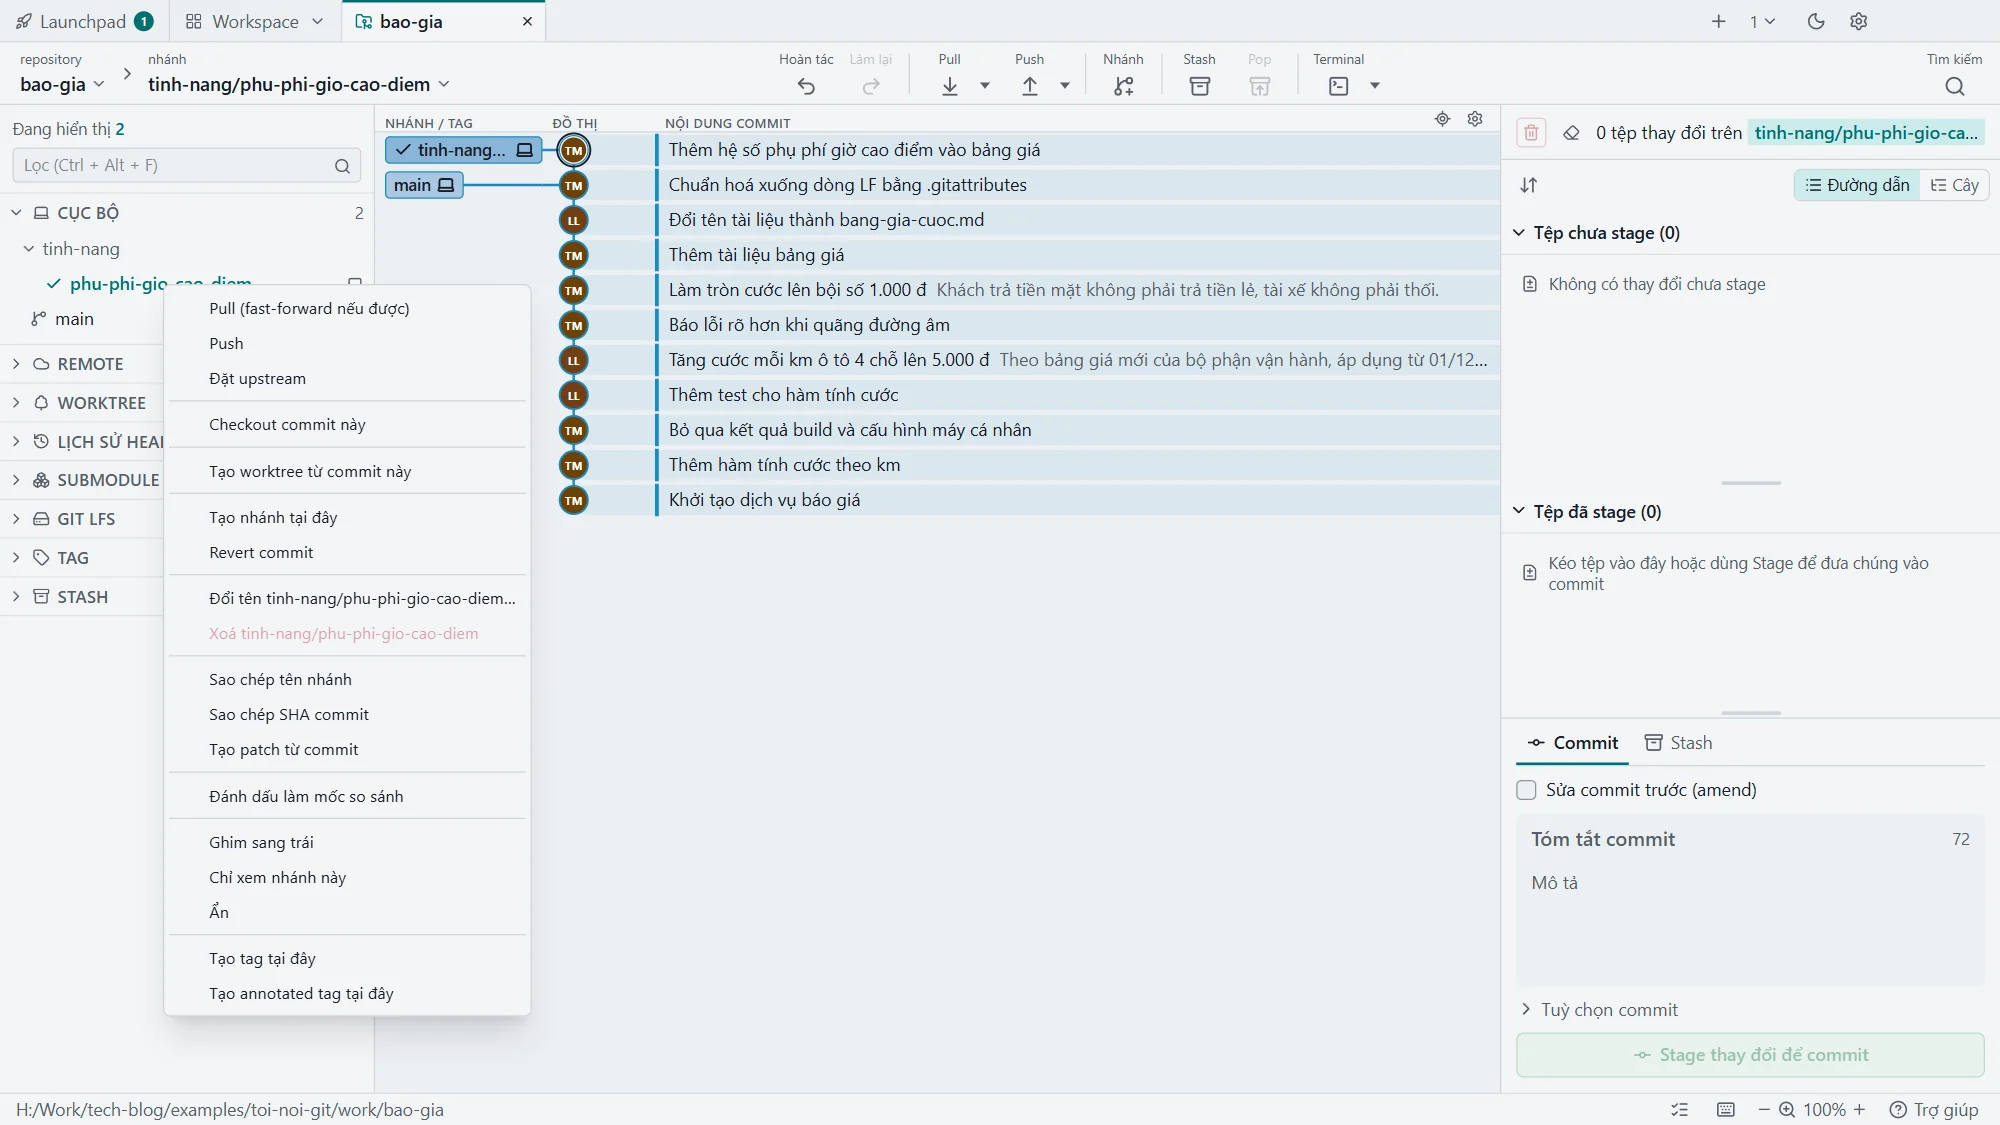 Launchpad 1
Workspace
bao-gia
1
repository
bao-gia
nhánh
tinh-nang/phu-phi-gio-cao-diem
Hoàn tác
Làm lại
Pull
Push
Nhánh
Stash
Pop
Terminal
Tìm kiếm
Đang hiển thị 2
Lọc (Ctrl + Alt + F)
CỤC BỘ 2
tinh-nang
phu-phi-gio-cao-diem
main
REMOTE
WORKTREE
LỊCH SỬ HEAD
SUBMODULE
GIT LFS
TAG
STASH
Pull (fast-forward nếu được)
Push
Đặt upstream
Checkout commit này
Tạo worktree từ commit này
Tạo nhánh tại đây
Revert commit
Đổi tên tinh-nang/phu-phi-gio-cao-diem...
Xoá tinh-nang/phu-phi-gio-cao-diem
Sao chép tên nhánh
Sao chép SHA commit
Tạo patch từ commit
Đánh dấu làm mốc so sánh
Ghim sang trái
Chỉ xem nhánh này
Ẩn
Tạo tag tại đây
Tạo annotated tag tại đây
NHÁNH / TAG ĐỒ THỊ NỘI DUNG COMMIT
tinh-nang... TM Thêm hệ số phụ phí giờ cao điểm vào bảng giá
main TM Chuẩn hoá xuống dòng LF bằng .gitattributes
LL Đổi tên tài liệu thành bang-gia-cuoc.md
TM Thêm tài liệu bảng giá
TM Làm tròn cước lên bội số 1.000 đ Khách trả tiền mặt không phải trả tiền lẻ, tài xế không phải thối.
TM Báo lỗi rõ hơn khi quãng đường âm
LL Tăng cước mỗi km ô tô 4 chỗ lên 5.000 đ Theo bảng giá mới của bộ phận vận hành, áp dụng từ 01/12...
LL Thêm test cho hàm tính cước
TM Bỏ qua kết quả build và cấu hình máy cá nhân
TM Thêm hàm tính cước theo km
TM Khởi tạo dịch vụ báo giá
0 tệp thay đổi trên tinh-nang/phu-phi-gio-ca...
Đường dẫn Cây
Tệp chưa stage (0)
Không có thay đổi chưa stage
Tệp đã stage (0)
Kéo tệp vào đây hoặc dùng Stage để đưa chúng vào
commit
Commit Stash
Sửa commit trước (amend)
Tóm tắt commit 72
Mô tả
Tuỳ chọn commit
Stage thay đổi để commit
H:/Work/tech-blog/examples/toi-noi-git/work/bao-gia
100%
Trợ giúp